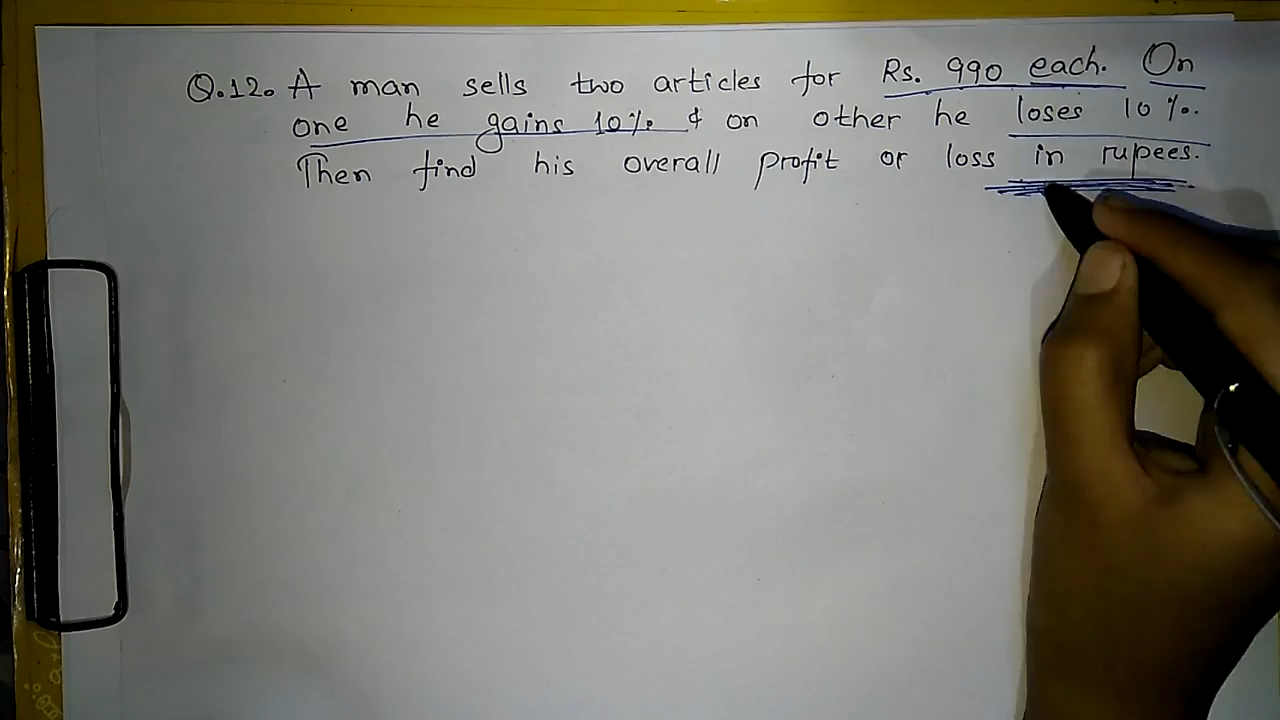 Q.12. A man sells two articles for Rs. 990 each. On
one he gains 10% & on other he loses 10%.
Then find his overall profit or loss in rupees.